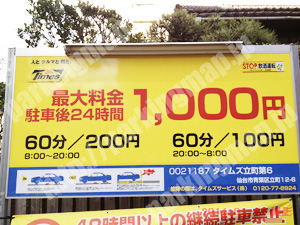 人と クルマと 街と
Times
STOP 飲酒運転
最大料金
駐車後24時間
1,000円
60分/200円
8:00~20:00
60分/100円
20:00~8:00
0021187 タイムズ立町第6
仙台市青葉区立町12-6
タイムズサービス(株) 0120-77-8924
48時間以上の継続駐車禁止